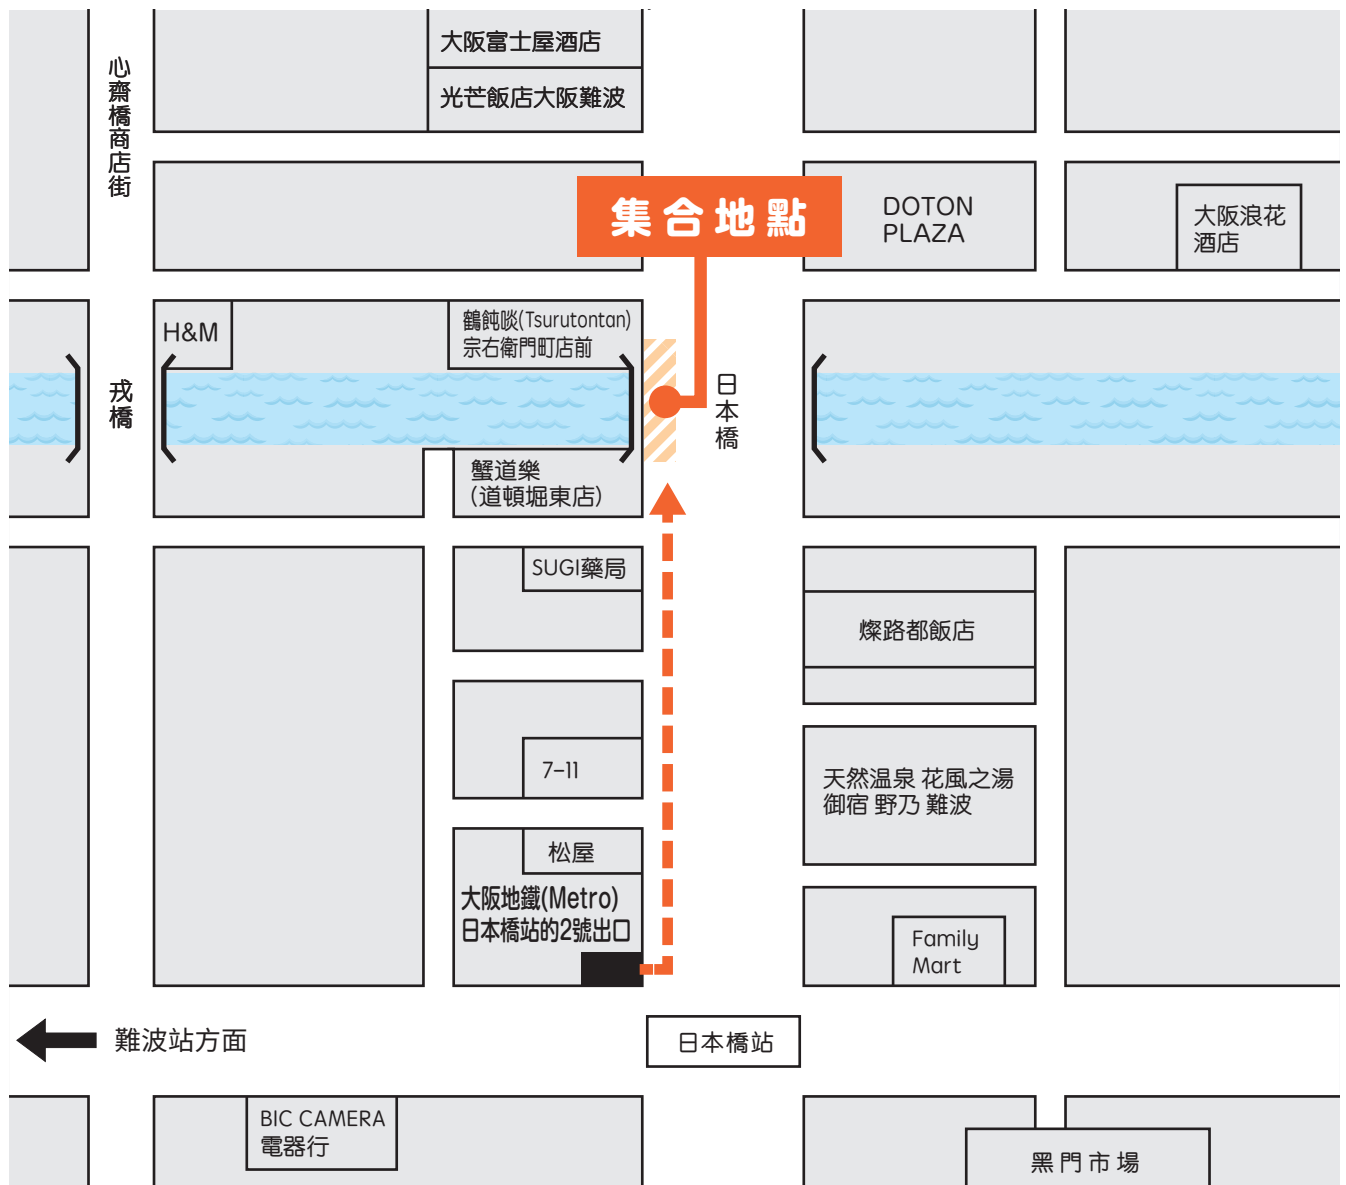 大阪富士屋酒店
光芒飯店大阪難波
心齋橋商店街
集合地點
DOTON
PLAZA
大阪浪花
酒店
H&M
鶴飩啖(Tsurutontan)
宗右衛門町店前
戎橋
日本橋
蟹道樂
(道頓堀東店)
SUGI藥局
燦路都飯店
7-11
天然温泉 花風之湯
御宿 野乃 難波
松屋
大阪地鐵(Metro)
日本橋站的2號出口
Family
Mart
難波站方面
日本橋站
BIC CAMERA
電器行
黑門市場